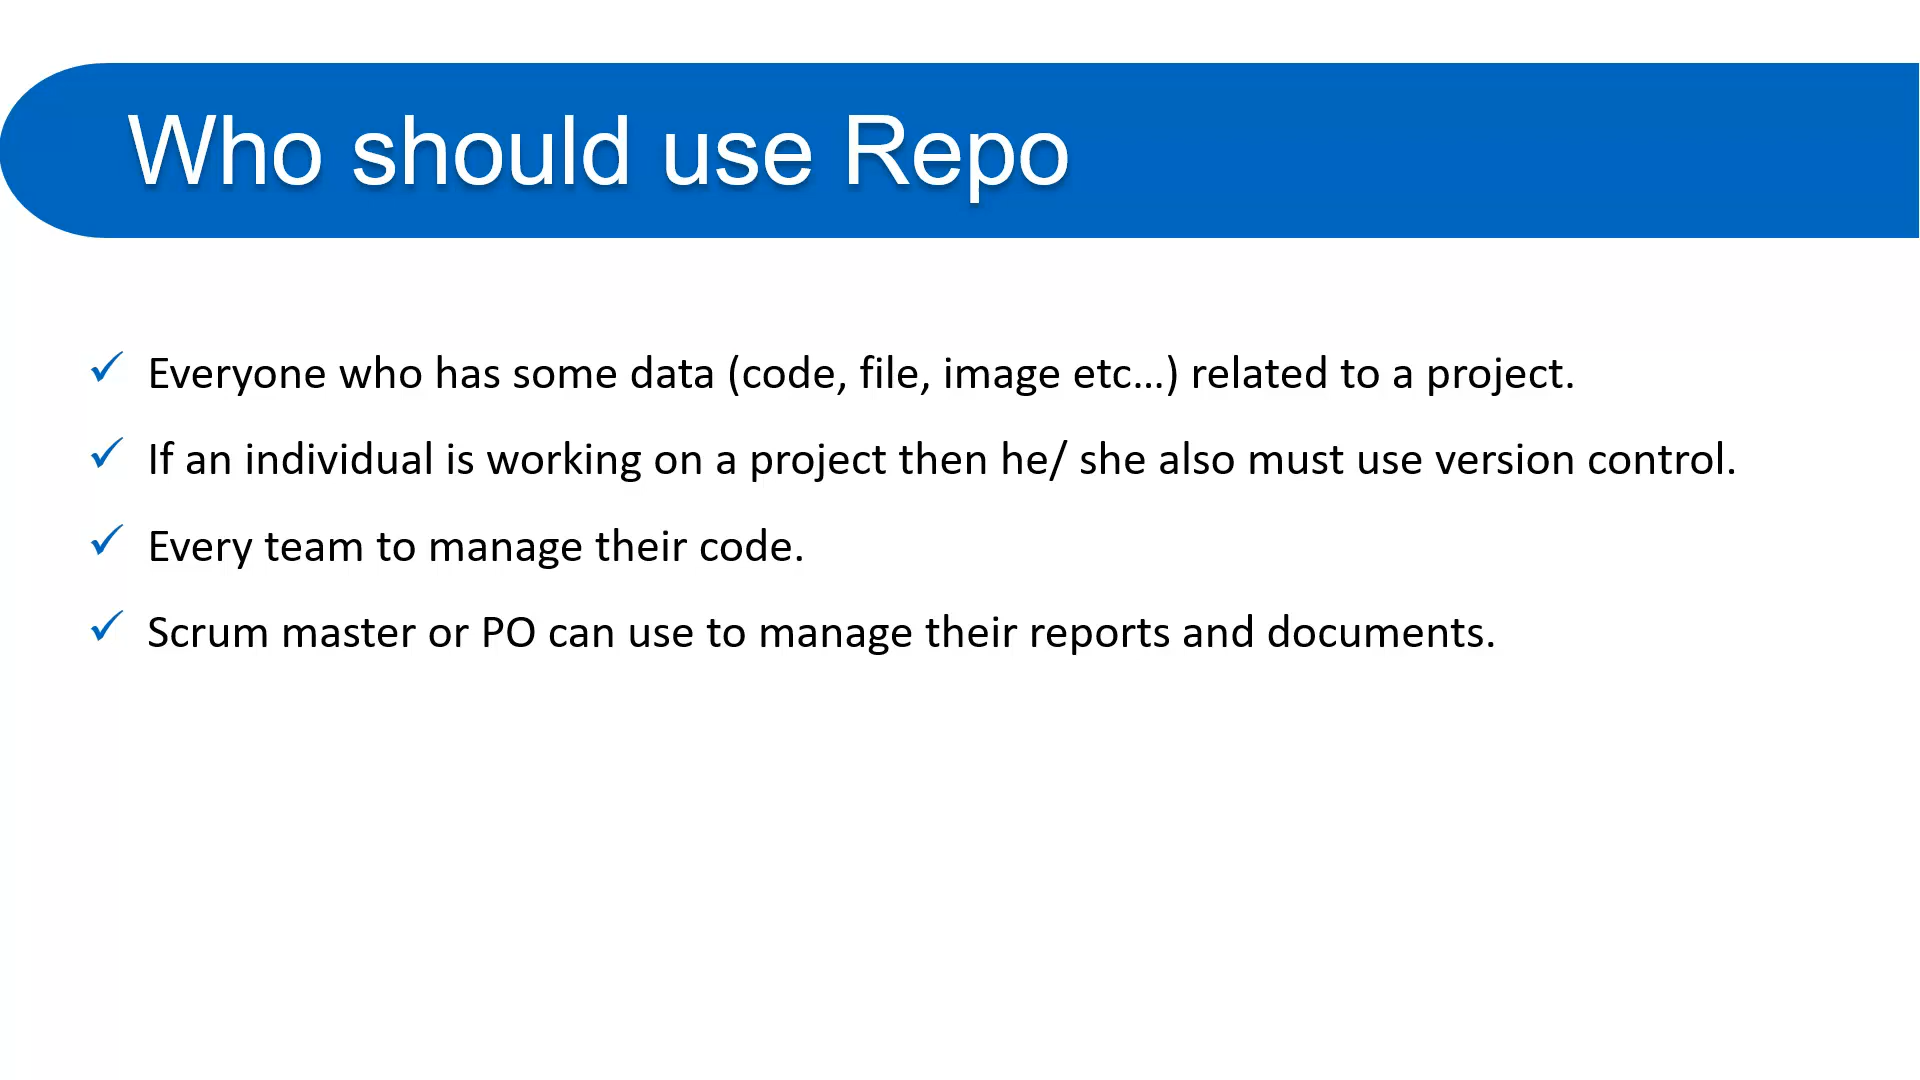 Who should use Repo
Everyone who has some data (code, file, image etc...) related to a project.
If an individual is working on a project then he/ she also must use version control.
Every team to manage their code.
Scrum master or PO can use to manage their reports and documents.